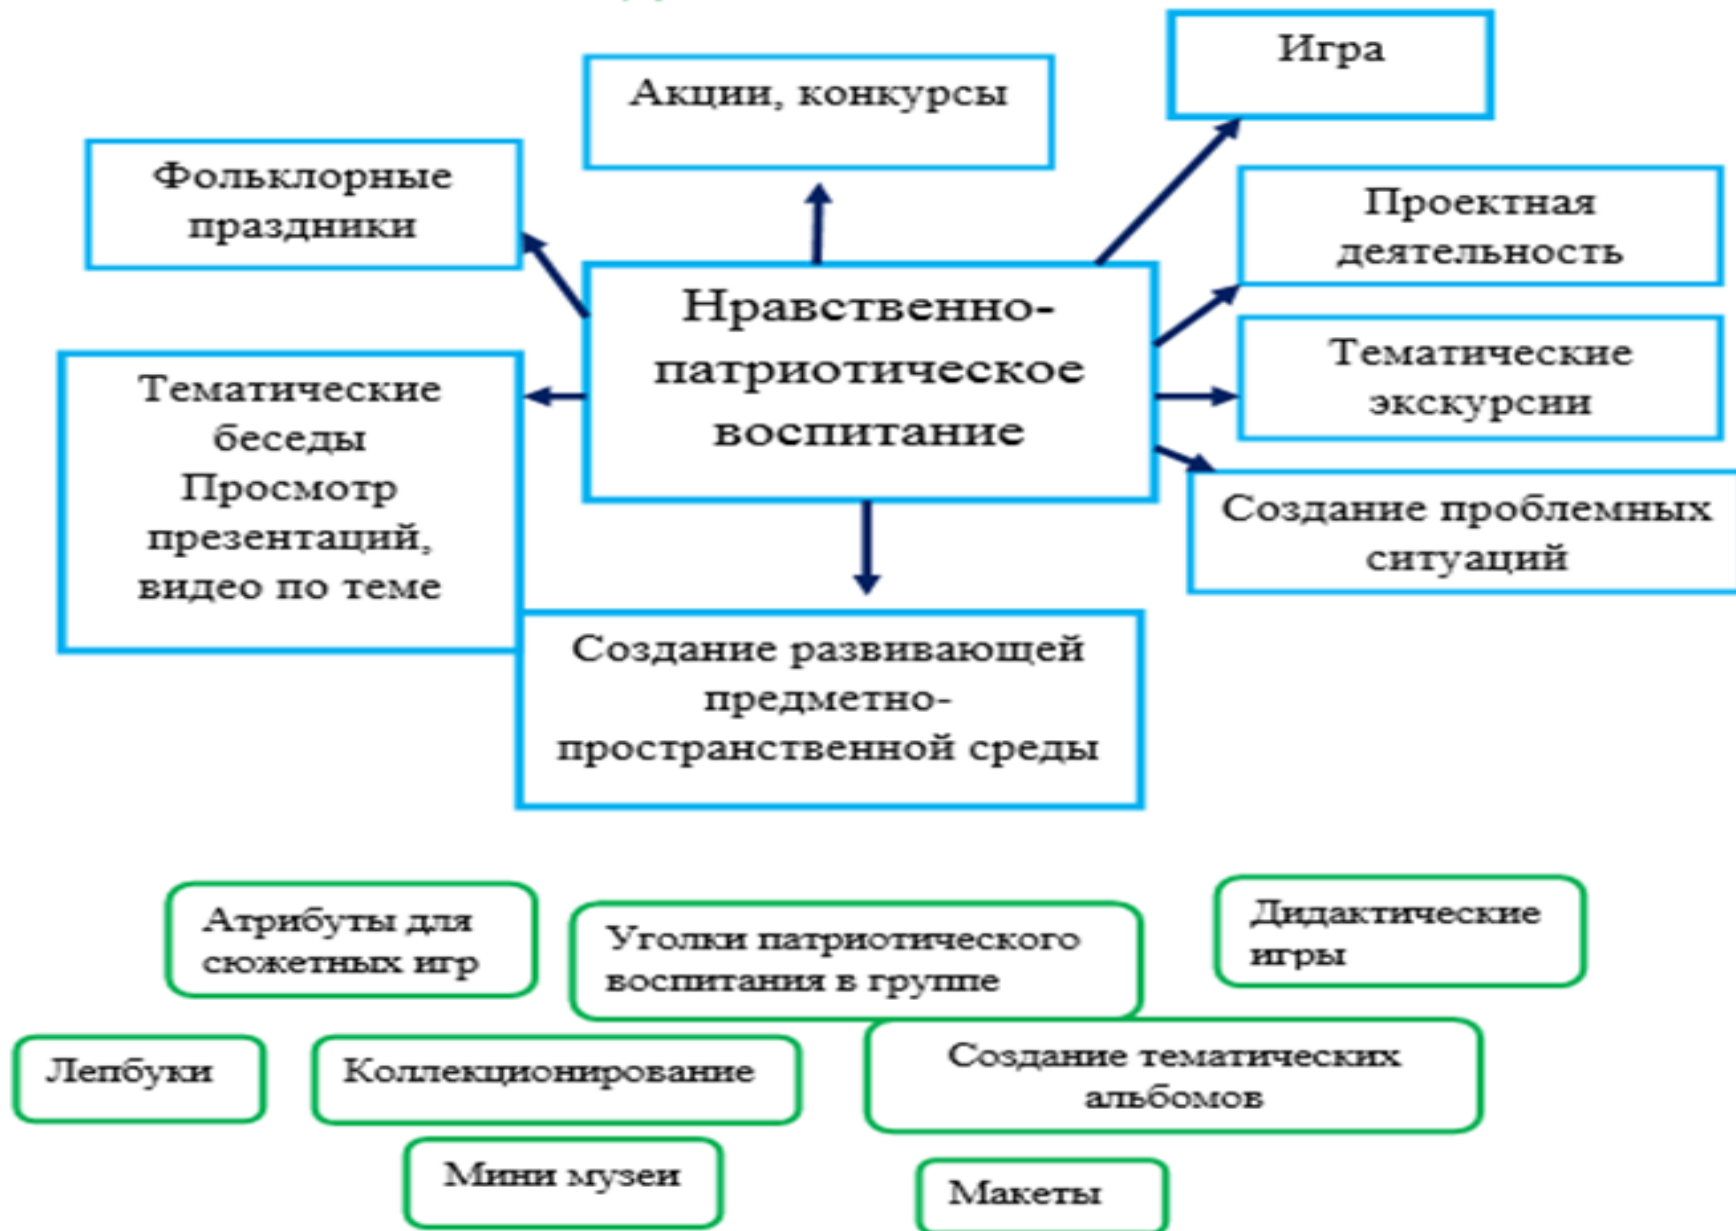 Игра
Акции, конкурсы
Фольклорные
праздники
Проектная
деятельность
Нравственно-
патриотическое
воспитание
Тематические
экскурсии
Тематические
беседы
Просмотр
презентаций,
видео по теме
Создание проблемных
ситуаций
Создание развивающей
предметно-
пространственной среды
Атрибуты для
сюжетных игр
Уголки патриотического
воспитания в группе
Дидактические
игры
Лепбуки
Коллекционирование
Создание тематических
альбомов
Мини музеи
Макеты